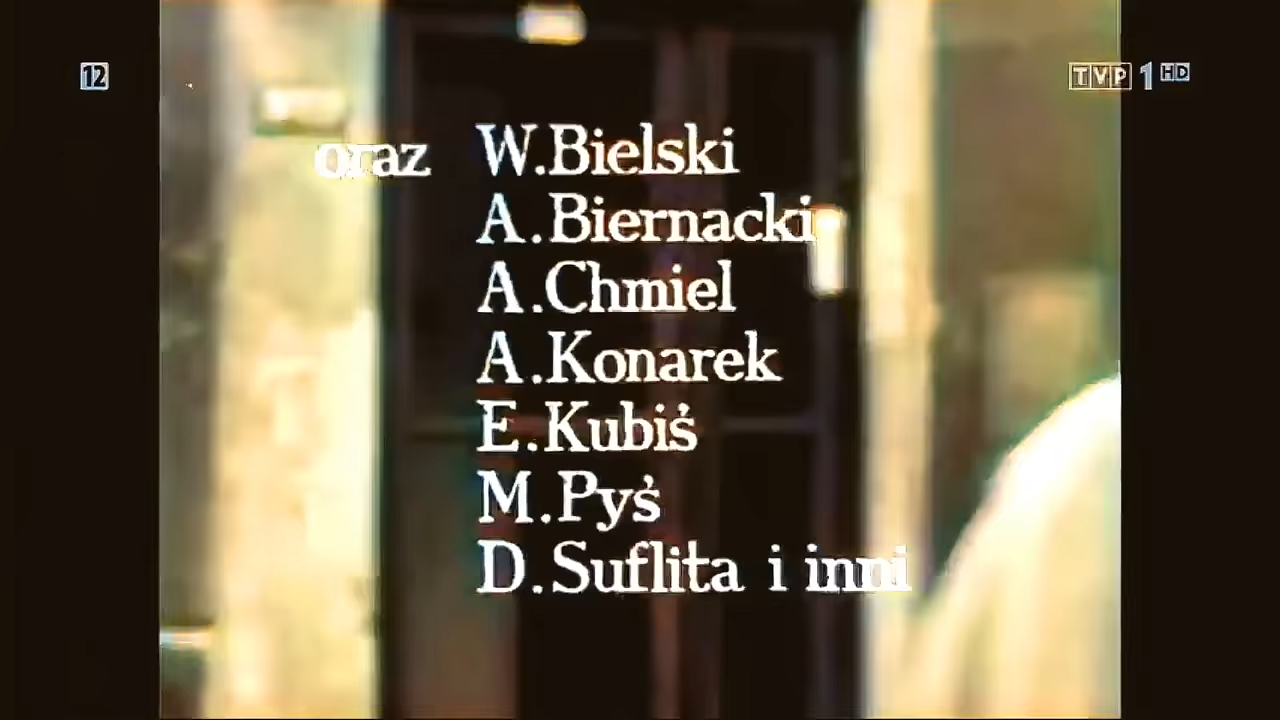 12
TVP 1 HD
oraz W.Bielski
A.Biernacki
A.Chmiel
A.Konarek
E.Kubiś
M.Pyś
D.Suflita i inni